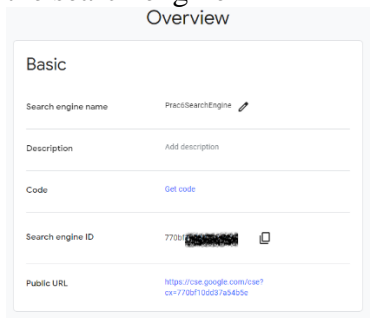 Overview
Basic
Search engine name
Prac6SearchEngine
Description
Add description
Code
Get code
Search engine ID
770bf
Public URL
https://cse.google.com/cse?
cx=770bf10dd37a54b5e